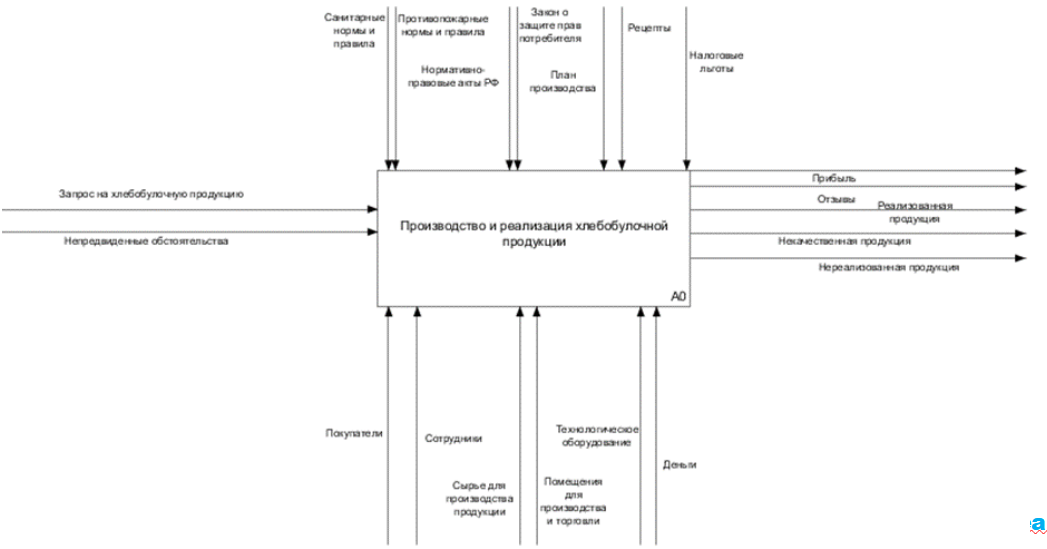 Санитарные
нормы и
правила
Противопожарные
нормы и правила
Нормативно-
правовые акты РФ
Закон о
защите прав
потребителя
План
производства
Рецепты
Налоговые
льготы
Запрос на хлебобулочную продукцию
Непредвиденные обстоятельства
Производство и реализация хлебобулочной
продукции
А0
Прибыль
Отзывы
Реализованная
продукция
Некачественная продукция
Нереализованная продукция
Покупатели
Сотрудники
Сырье для
производства
продукции
Помещения
для
производства
и торговли
Технологическое
оборудование
Деньги
а